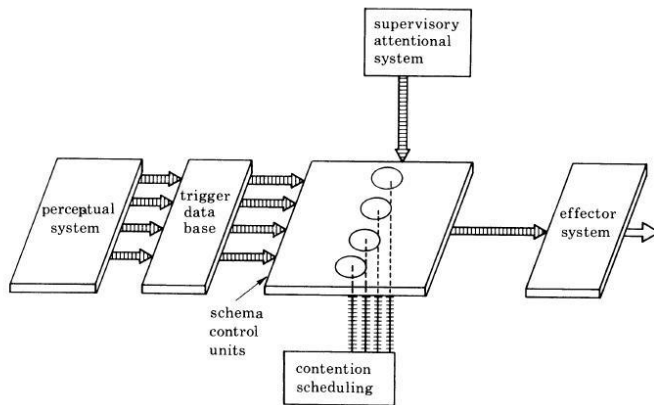 supervisory
attentional
system
perceptual
system
trigger
data
base
effector
system
schema
control
units
contention
scheduling